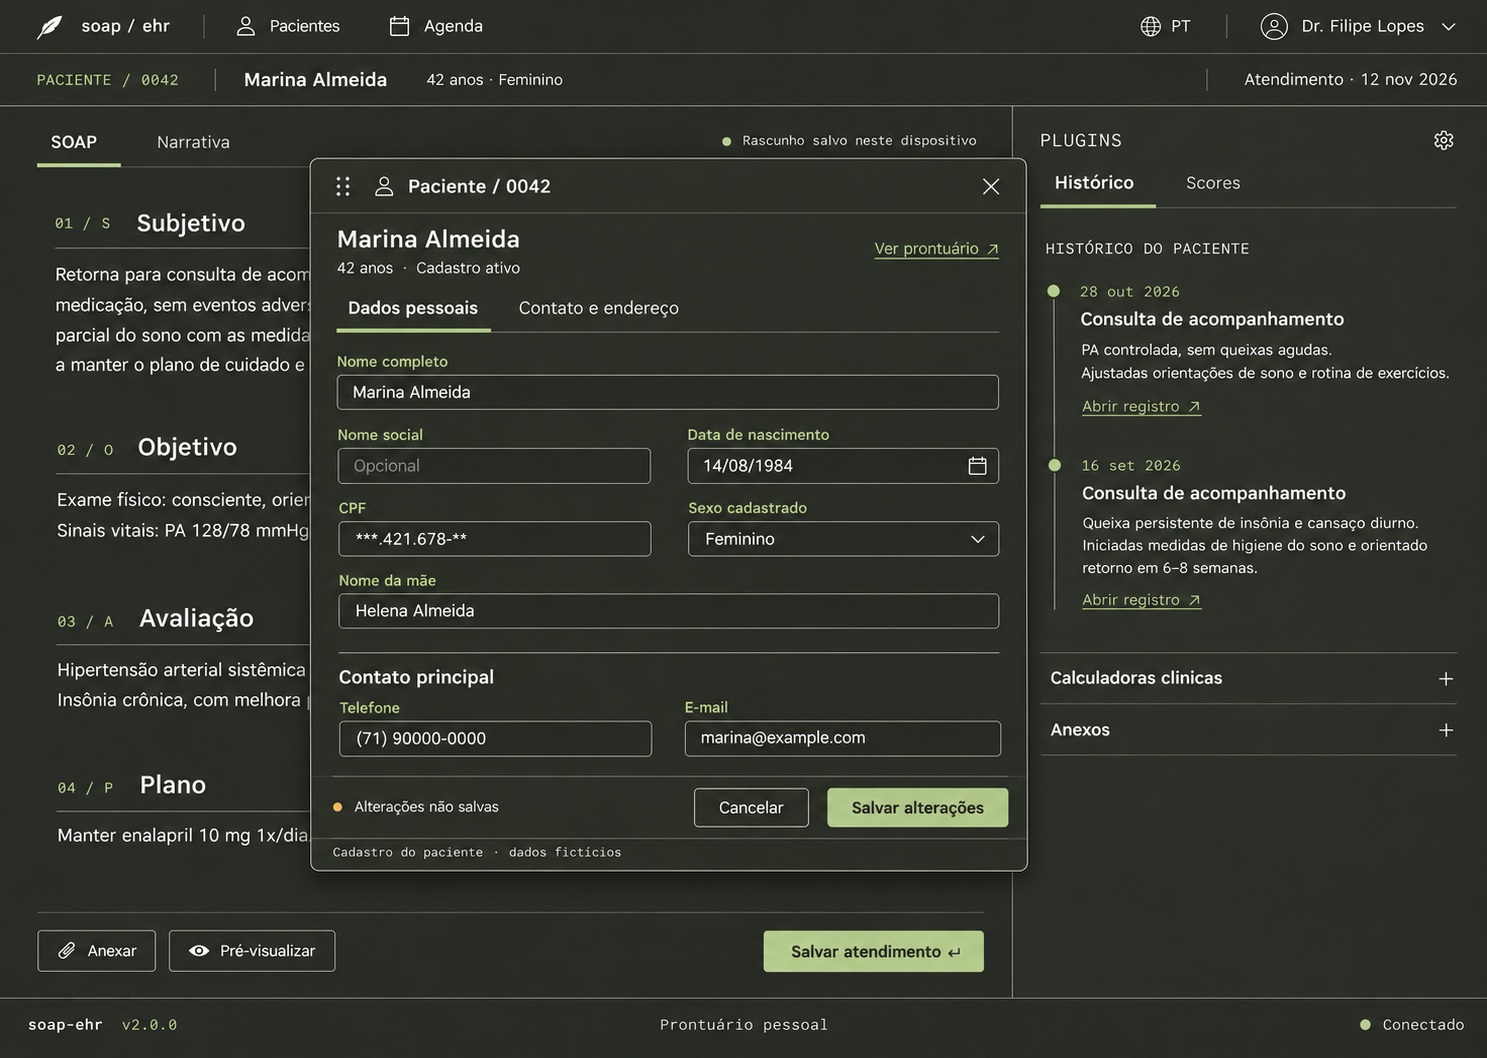 soap / ehr
Pacientes
Agenda
PT
Dr. Filipe Lopes
PACIENTE / 0042
Marina Almeida
42 anos · Feminino
Atendimento · 12 nov 2026
SOAP
Narrativa
Rascunho salvo neste dispositivo
01 / S Subjetivo
Retorna para consulta de acom
medicação, sem eventos advers
parcial do sono com as medida
a manter o plano de cuidado e
02 / O Objetivo
Exame físico: consciente, orien
Sinais vitais: PA 128/78 mmHg
03 / A Avaliação
Hipertensão arterial sistêmica
Insônia crônica, com melhora
04 / P Plano
Manter enalapril 10 mg 1x/dia.
Anexar
Pré-visualizar
Salvar atendimento ↵
Paciente / 0042
Marina Almeida
42 anos · Cadastro ativo
Ver prontuário ↗
Dados pessoais
Contato e endereço
Nome completo
Marina Almeida
Nome social
Opcional
Data de nascimento
14/08/1984
CPF
***.421.678-**
Sexo cadastrado
Feminino
Nome da mãe
Helena Almeida
Contato principal
Telefone
(71) 90000-0000
E-mail
marina@example.com
Alterações não salvas
Cancelar
Salvar alterações
Cadastro do paciente · dados fictícios
PLUGINS
Histórico
Scores
HISTÓRICO DO PACIENTE
28 out 2026
Consulta de acompanhamento
PA controlada, sem queixas agudas.
Ajustadas orientações de sono e rotina de exercícios.
Abrir registro ↗
16 set 2026
Consulta de acompanhamento
Queixa persistente de insônia e cansaço diurno.
Iniciadas medidas de higiene do sono e orientado
retorno em 6–8 semanas.
Abrir registro ↗
Calculadoras clinicas
Anexos
soap-ehr v2.0.0
Prontuário pessoal
Conectado